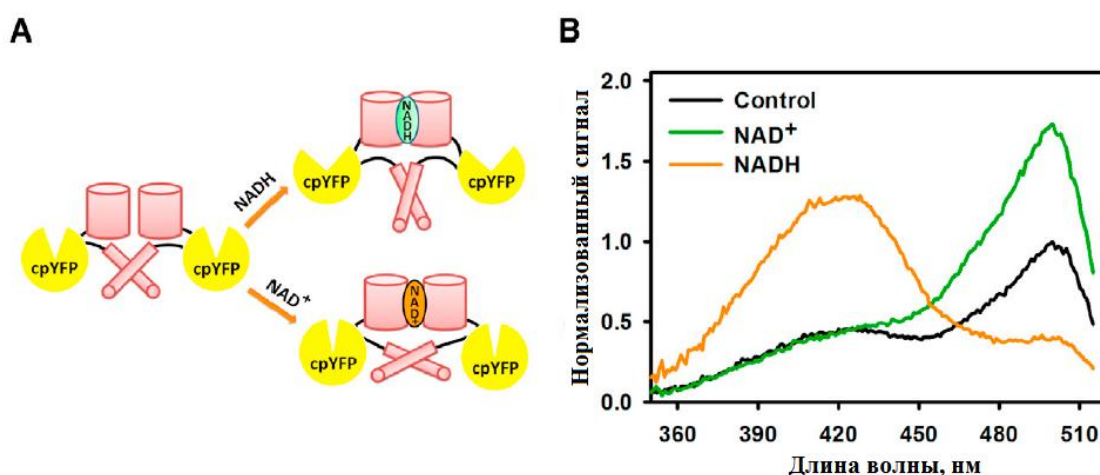 A
cpYFP
cpYFP
NADH
NADH
cpYFP
cpYFP
NAD+
NAD+
cpYFP
cpYFP
B
Нормализованный сигнал
2.0
1.5
1.0
0.5
0.0
Control
NAD+
NADH
360 390 420 450 480 510
Длина волны, нм